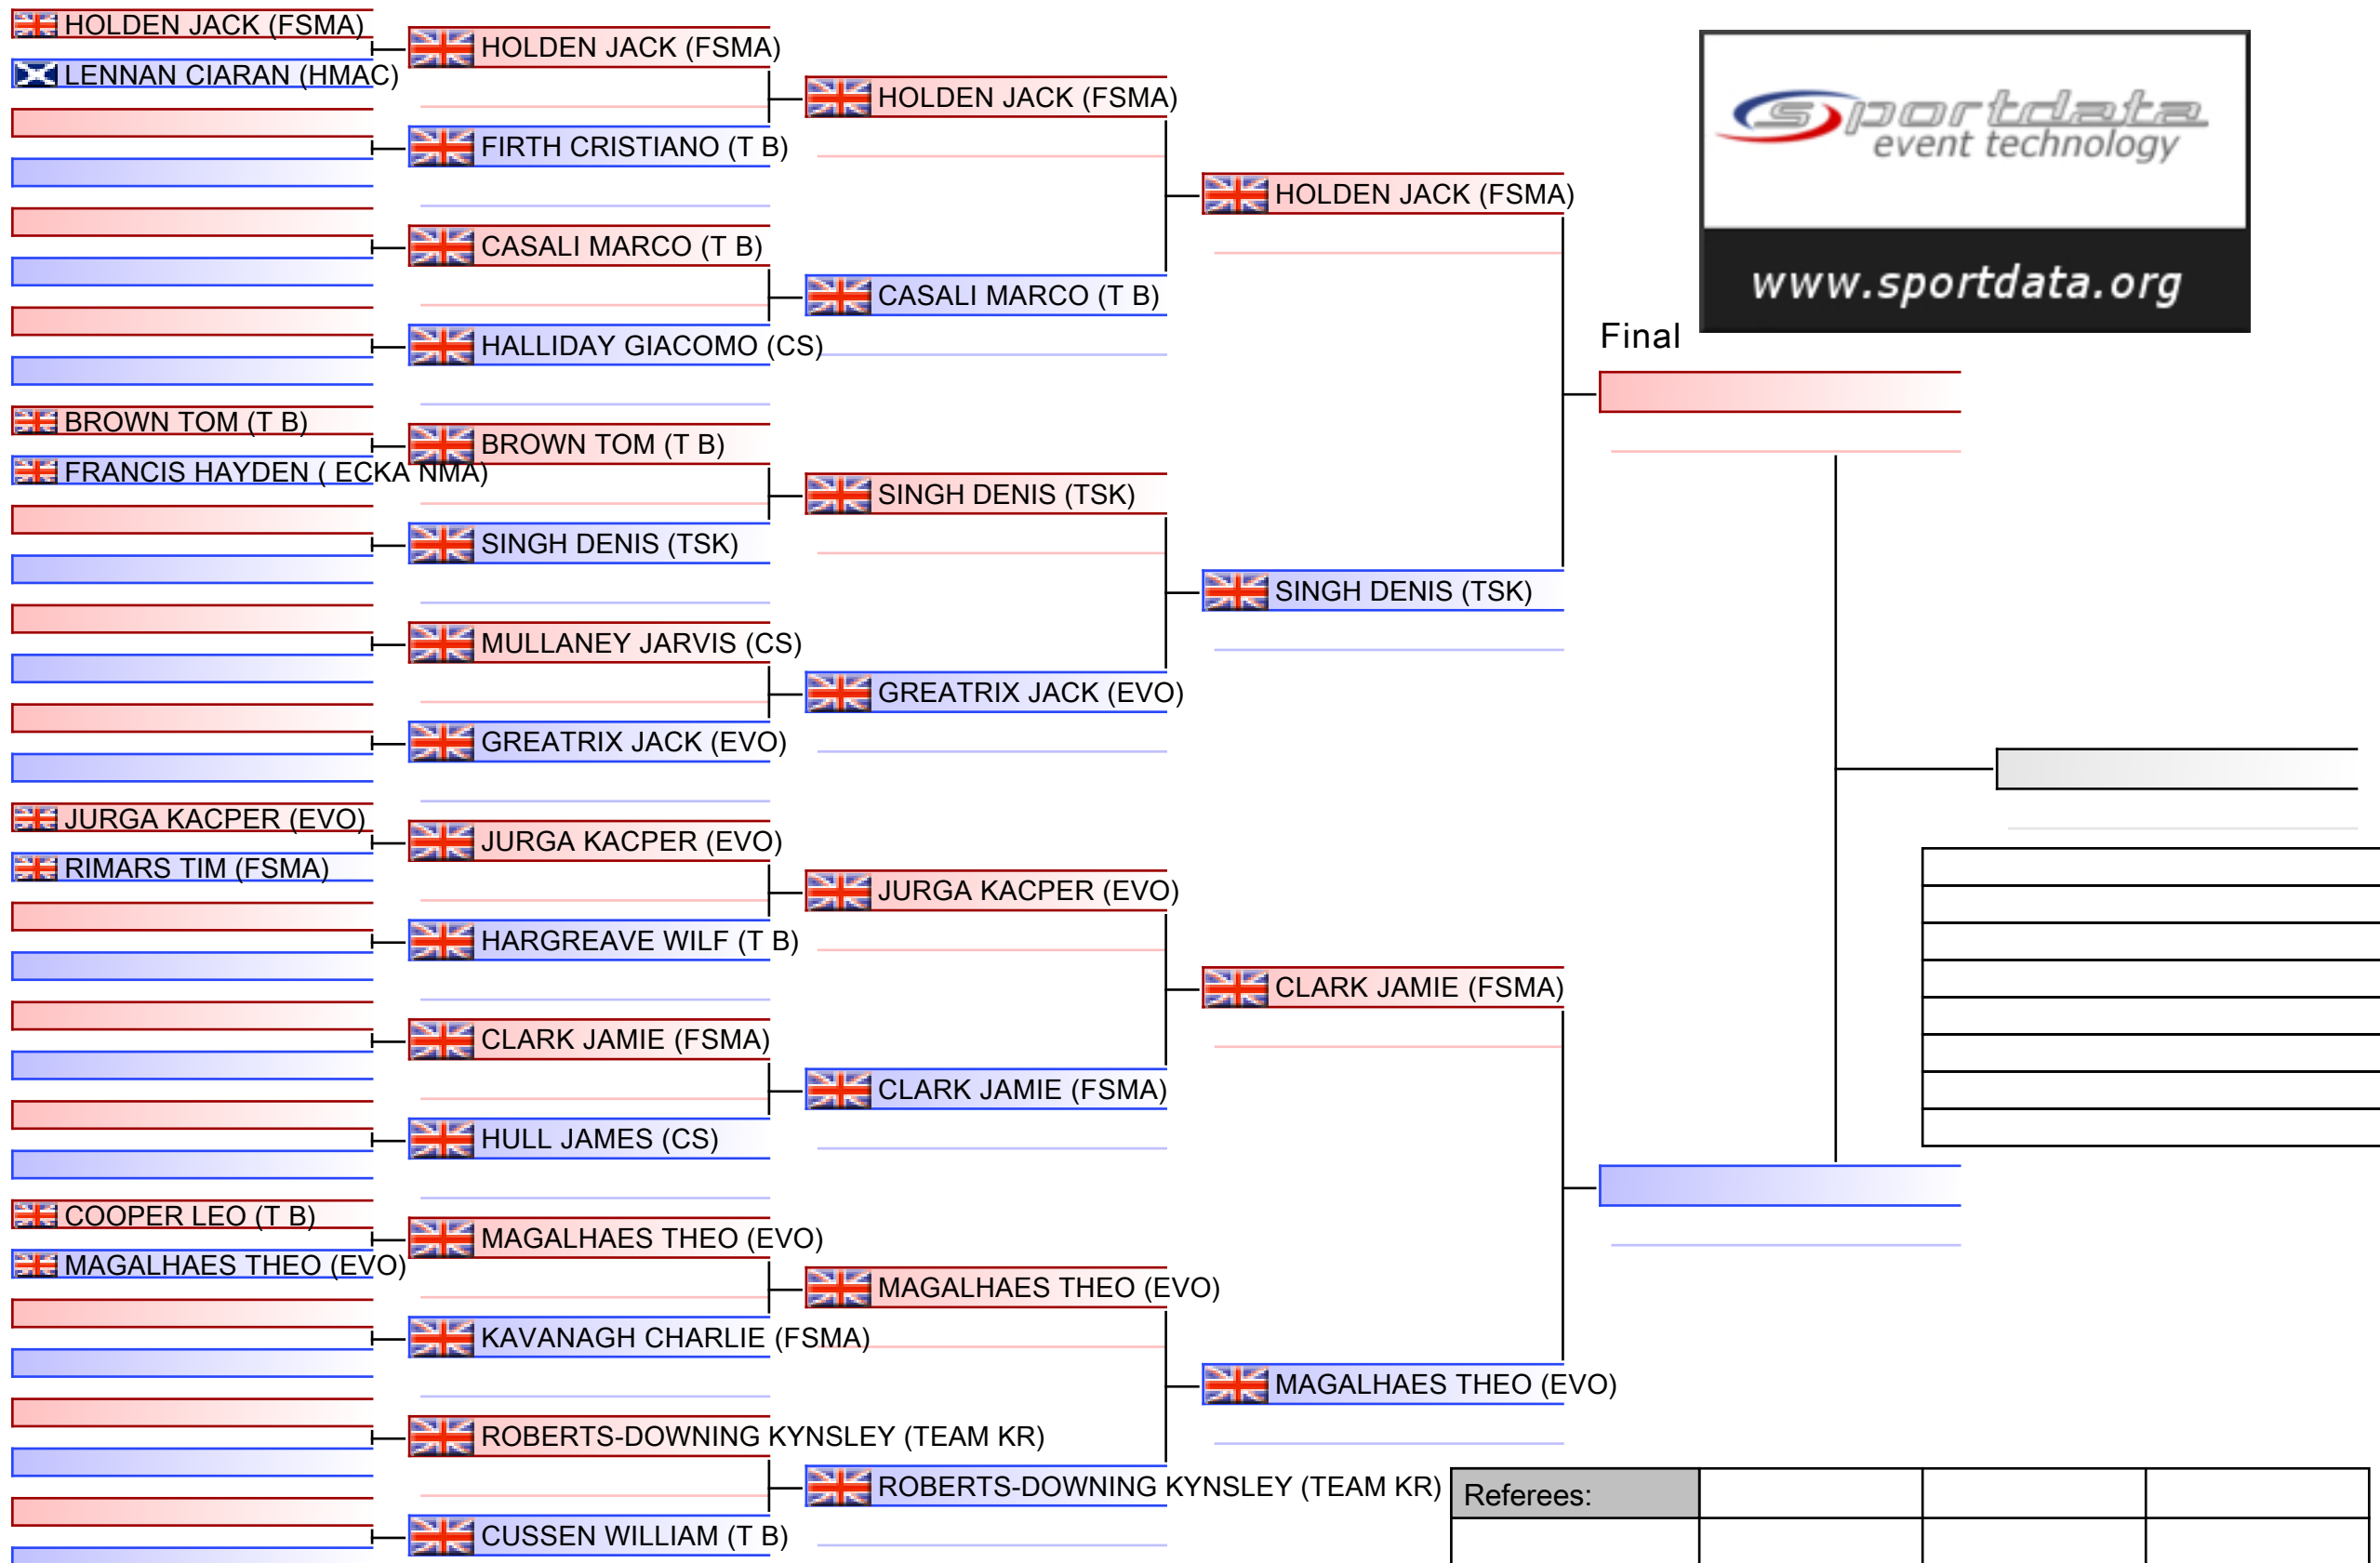 HOLDEN JACK (FSMA)
LENNAN CIARAN (HMAC)
BROWN TOM (T B)
FRANCIS HAYDEN ( ECKA NMA)
JURGA KACPER (EVO)
RIMARS TIM (FSMA)
COOPER LEO (T B)
MAGALHAES THEO (EVO)
HOLDEN JACK (FSMA)
FIRTH CRISTIANO (T B)
CASALI MARCO (T B)
HALLIDAY GIACOMO (CS)
BROWN TOM (T B)
SINGH DENIS (TSK)
MULLANEY JARVIS (CS)
GREATRIX JACK (EVO)
JURGA KACPER (EVO)
HARGREAVE WILF (T B)
CLARK JAMIE (FSMA)
HULL JAMES (CS)
MAGALHAES THEO (EVO)
KAVANAGH CHARLIE (FSMA)
ROBERTS-DOWNING KYNSLEY (TEAM KR)
CUSSEN WILLIAM (T B)
HOLDEN JACK (FSMA)
CASALI MARCO (T B)
SINGH DENIS (TSK)
GREATRIX JACK (EVO)
JURGA KACPER (EVO)
CLARK JAMIE (FSMA)
MAGALHAES THEO (EVO)
ROBERTS-DOWNING KYNSLEY (TEAM KR)
HOLDEN JACK (FSMA)
SINGH DENIS (TSK)
CLARK JAMIE (FSMA)
MAGALHAES THEO (EVO)
sportdata
event technology
www.sportdata.org
Final
Referees: